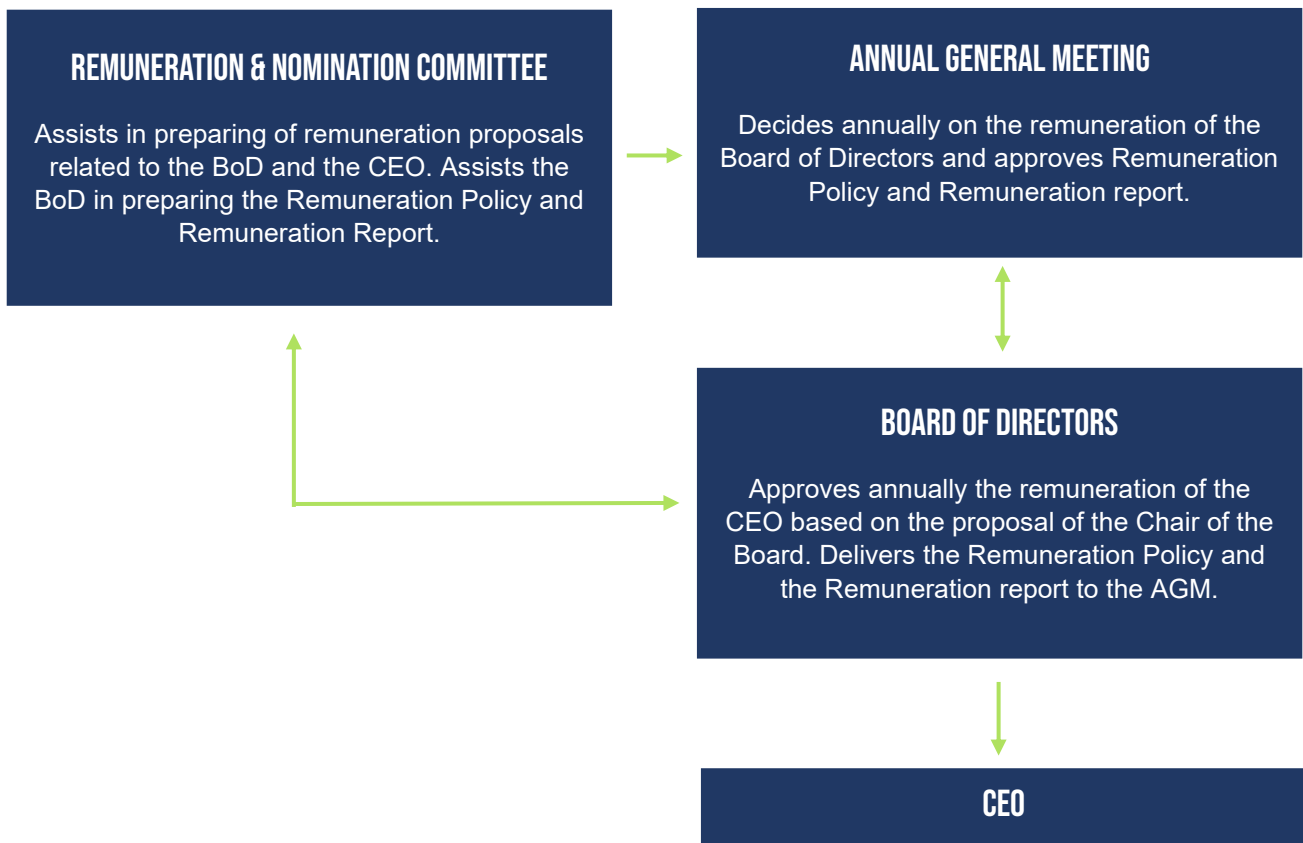 REMUNERATION & NOMINATION COMMITTEE
Assists in preparing of remuneration proposals
related to the BoD and the CEO. Assists the
BoD in preparing the Remuneration Policy and
Remuneration Report.
ANNUAL GENERAL MEETING
Decides annually on the remuneration of the
Board of Directors and approves Remuneration
Policy and Remuneration report.
BOARD OF DIRECTORS
Approves annually the remuneration of the
CEO based on the proposal of the Chair of the
Board. Delivers the Remuneration Policy and
the Remuneration report to the AGM.
CEO